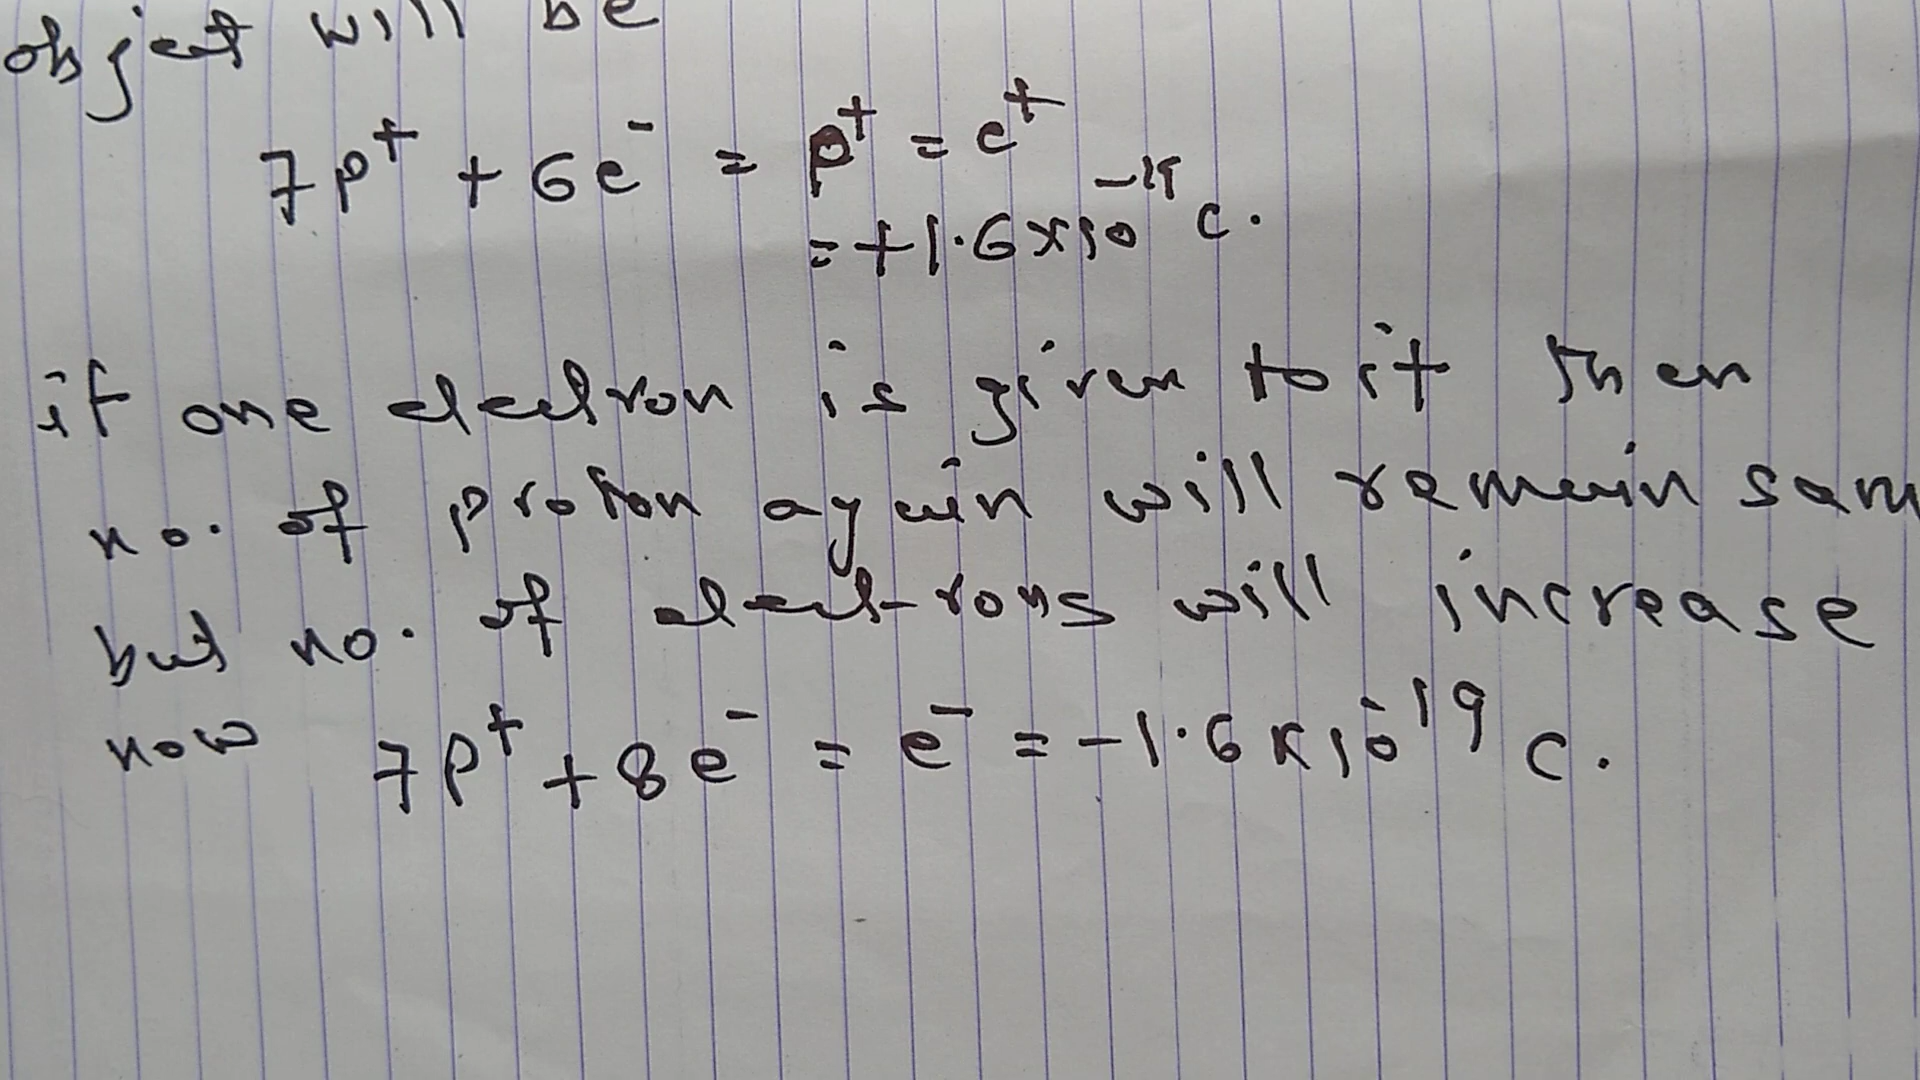 object will be
7p⁺ + 6e⁻ = p⁺ = e⁺
= +1.6×10⁻¹⁹ C.
if one electron is given to it then
no. of proton again will remain sam
but no. of electrons will increase
now 7p⁺ + 8e⁻ = e⁻ = -1.6×10⁻¹⁹ C.